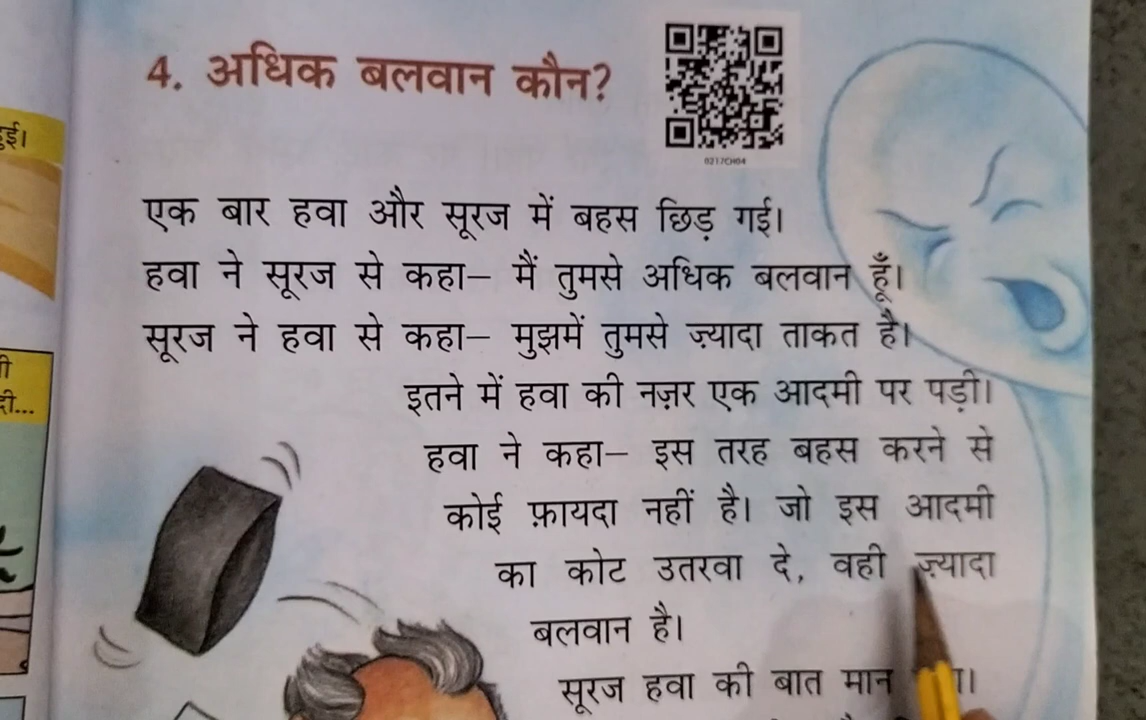 4. अधिक बलवान कौन?
0217CH04
एक बार हवा और सूरज में बहस छिड़ गई।
हवा ने सूरज से कहा– मैं तुमसे अधिक बलवान हूँ।
सूरज ने हवा से कहा– मुझमें तुमसे ज़्यादा ताकत है।
इतने में हवा की नज़र एक आदमी पर पड़ी।
हवा ने कहा– इस तरह बहस करने से
कोई फ़ायदा नहीं है। जो इस आदमी
का कोट उतरवा दे, वही ज़्यादा
बलवान है।
सूरज हवा की बात मान